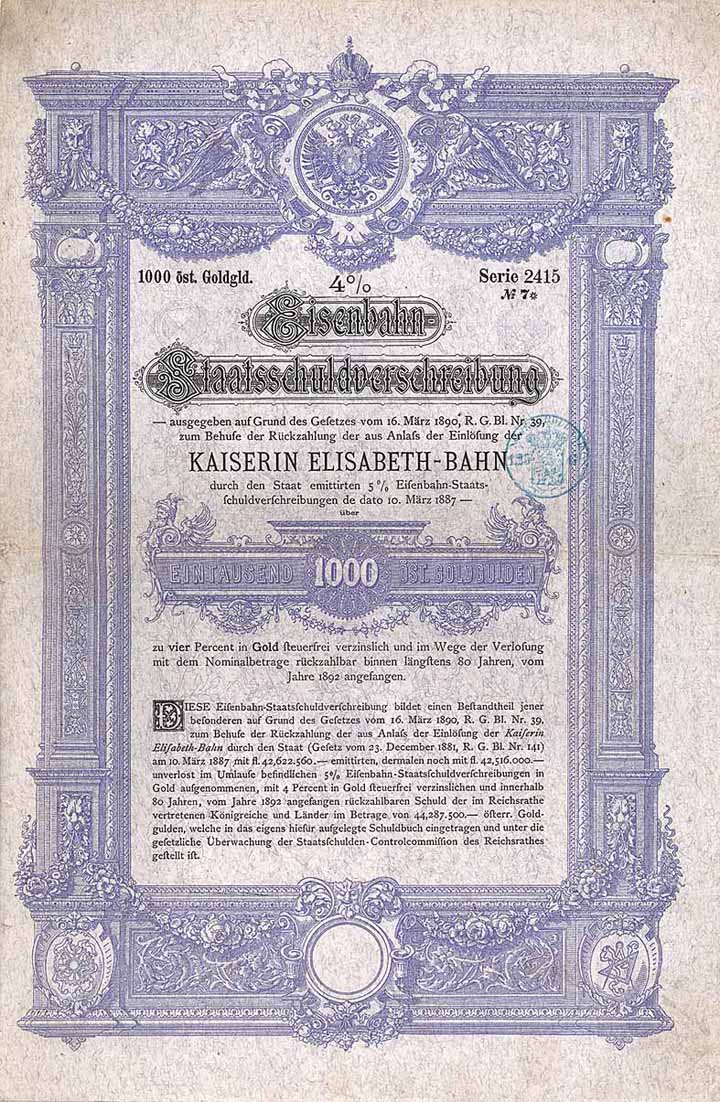 1000 öst. Goldgld.
4%
Serie 2415
№ 7*
Eisenbahn-
Staatsschuldverschreibung
— ausgegeben auf Grund des Geſetzes vom 16. März 1890, R. G. Bl. Nr. 39,
zum Behufe der Rückzahlung der aus Anlaſs der Einlöſung der
KAISERIN ELISABETH-BAHN
durch den Staat emittirten 5% Eiſenbahn-Staats-
ſchuldverſchreibungen de dato 10. März 1887 —
über
EINTAUSEND 1000 ÖST. GOLDGULDEN
zu vier Percent in Gold ſteuerfrei verzinslich und im Wege der Verloſung
mit dem Nominalbetrage rückzahlbar binnen längſtens 80 Jahren, vom
Jahre 1892 angefangen.
DIESE Eiſenbahn-Staatsſchuldverſchreibung bildet einen Beſtandtheil jener
beſonderen auf Grund des Geſetzes vom 16. März 1890, R. G. Bl. Nr. 39,
zum Behufe der Rückzahlung der aus Anlaſs der Einlöſung der Kaiſerin
Eliſabeth-Bahn durch den Staat (Geſetz vom 23. December 1881, R. G. Bl. Nr. 141)
am 10. März 1887 mit fl. 42,622.560.— emittirten, dermalen noch mit fl. 42,516.000.—
unverlost im Umlaufe befindlichen 5% Eiſenbahn-Staatsſchuldverſchreibungen in
Gold aufgenommenen, mit 4 Percent in Gold ſteuerfrei verzinslichen und innerhalb
80 Jahren, vom Jahre 1892 angefangen rückzahlbaren Schuld der im Reichsrathe
vertretenen Königreiche und Länder im Betrage von 44,287.500.— öſterr. Gold-
gulden, welche in das eigens hiefür ausgelegte Schuldbuch eingetragen und unter die
geſetzliche Überwachung der Staatsſchulden-Controlcommiſſion des Reichsrathes
geſtellt iſt.